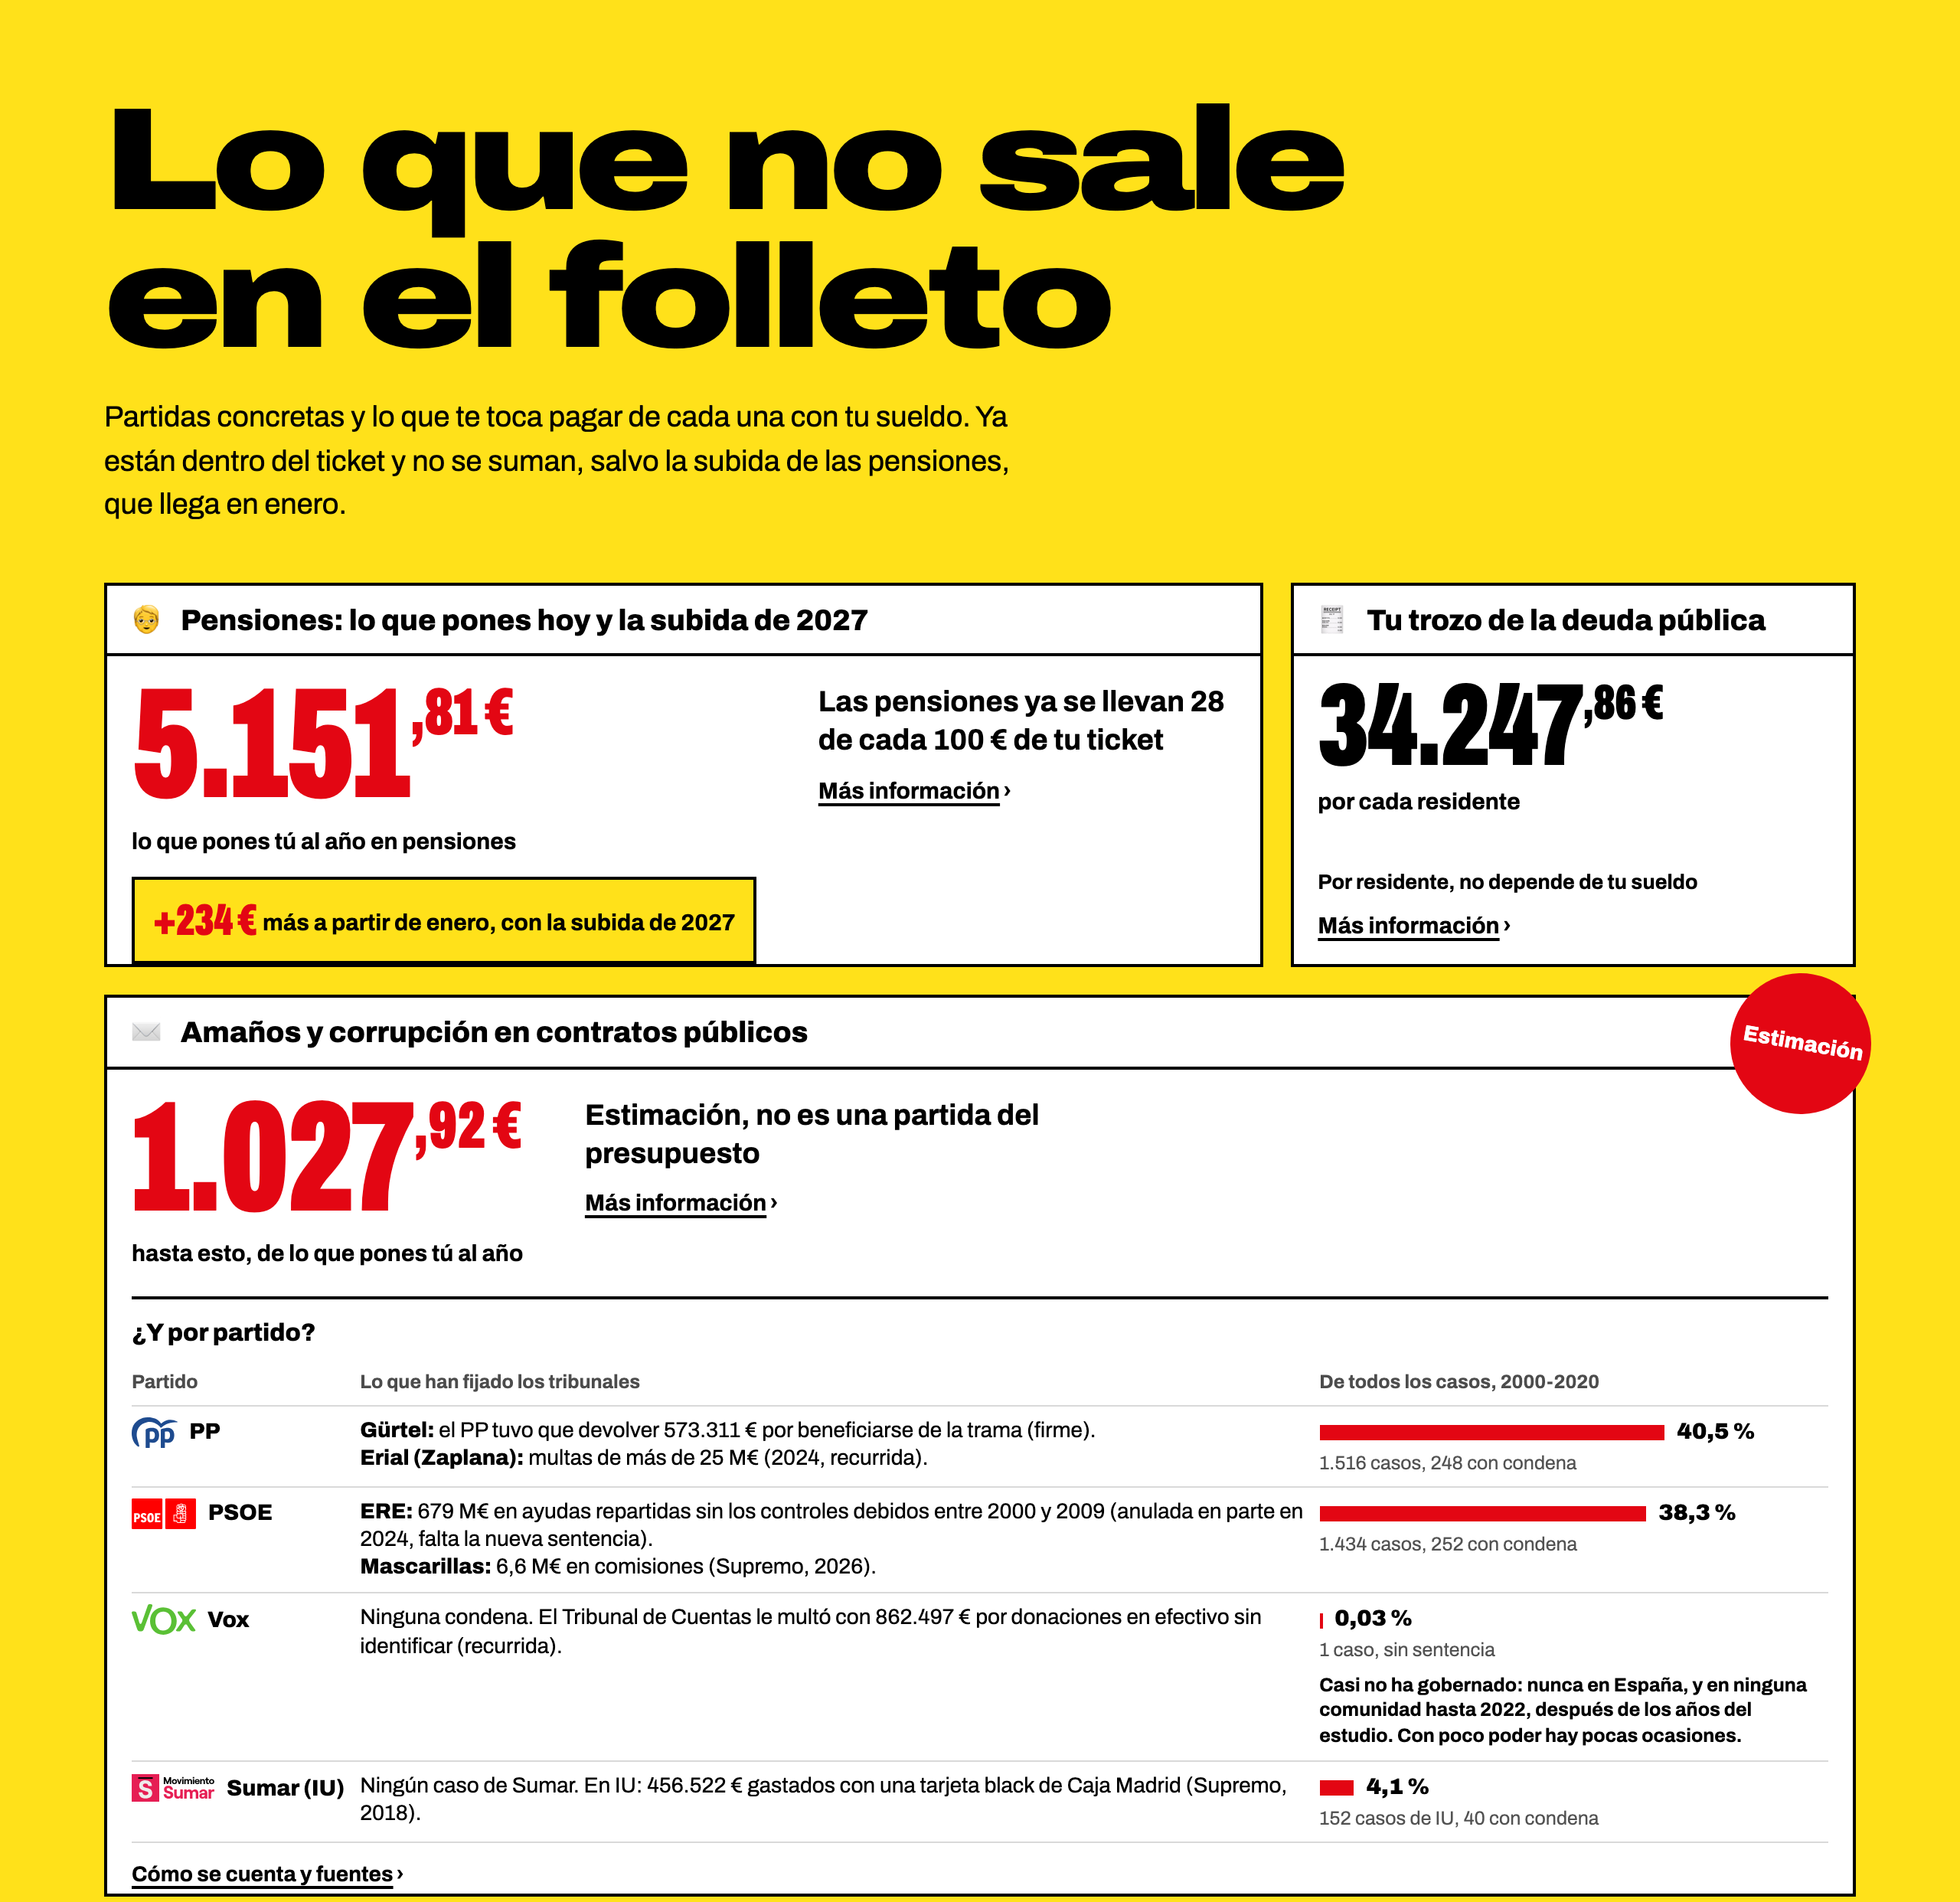 Lo que no sale
en el folleto
Partidas concretas y lo que te toca pagar de cada una con tu sueldo. Ya
están dentro del ticket y no se suman, salvo la subida de las pensiones,
que llega en enero.
Pensiones: lo que pones hoy y la subida de 2027
5.151,81 €
lo que pones tú al año en pensiones
+234 € más a partir de enero, con la subida de 2027
Las pensiones ya se llevan 28
de cada 100 € de tu ticket
Más información ›
RECEIPT
Tu trozo de la deuda pública
34.247,86 €
por cada residente
Por residente, no depende de tu sueldo
Más información ›
Amaños y corrupción en contratos públicos
Estimación
1.027,92 €
hasta esto, de lo que pones tú al año
Estimación, no es una partida del
presupuesto
Más información ›
¿Y por partido?
Partido
Lo que han fijado los tribunales
De todos los casos, 2000-2020
pp PP
Gürtel: el PP tuvo que devolver 573.311 € por beneficiarse de la trama (firme).
Erial (Zaplana): multas de más de 25 M€ (2024, recurrida).
40,5 %
1.516 casos, 248 con condena
PSOE PSOE
ERE: 679 M€ en ayudas repartidas sin los controles debidos entre 2000 y 2009 (anulada en parte en
2024, falta la nueva sentencia).
Mascarillas: 6,6 M€ en comisiones (Supremo, 2026).
38,3 %
1.434 casos, 252 con condena
VOX Vox
Ninguna condena. El Tribunal de Cuentas le multó con 862.497 € por donaciones en efectivo sin
identificar (recurrida).
0,03 %
1 caso, sin sentencia
Casi no ha gobernado: nunca en España, y en ninguna
comunidad hasta 2022, después de los años del
estudio. Con poco poder hay pocas ocasiones.
S Movimiento
Sumar
Sumar (IU)
Ningún caso de Sumar. En IU: 456.522 € gastados con una tarjeta black de Caja Madrid (Supremo,
2018).
4,1 %
152 casos de IU, 40 con condena
Cómo se cuenta y fuentes ›